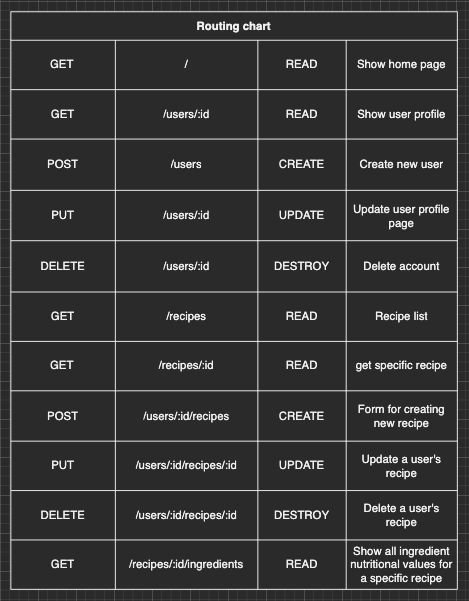 Routing chart
GET / READ Show home page
GET /users/:id READ Show user profile
POST /users CREATE Create new user
PUT /users/:id UPDATE Update user profile
page
DELETE /users/:id DESTROY Delete account
GET /recipes READ Recipe list
GET /recipes/:id READ get specific recipe
POST /users/:id/recipes CREATE Form for creating
new recipe
PUT /users/:id/recipes/:id UPDATE Update a user's
recipe
DELETE /users/:id/recipes/:id DESTROY Delete a user's
recipe
GET /recipes/:id/ingredients READ Show all ingredient
nutritional values for
a specific recipe